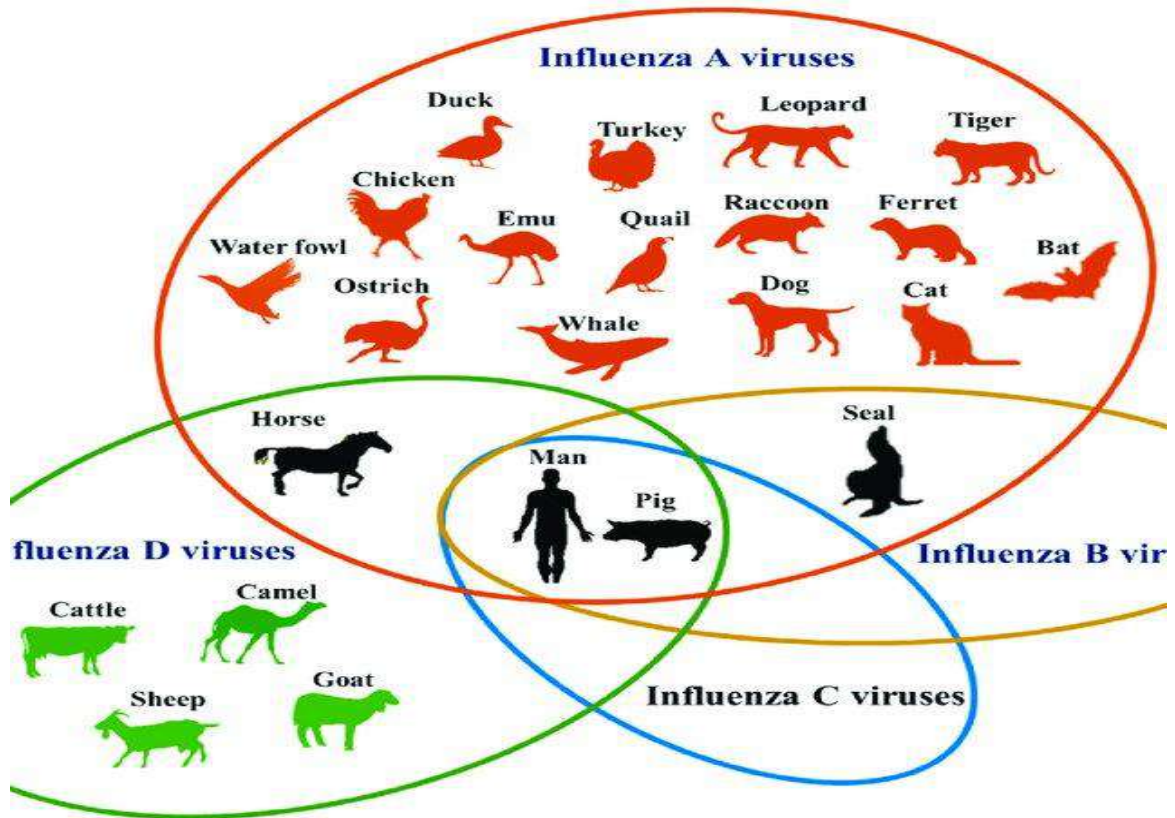 Influenza A viruses
Duck
Leopard
Turkey
Tiger
Chicken
Emu
Quail
Raccoon
Ferret
Water fowl
Bat
Ostrich
Whale
Dog
Cat
Horse
Seal
Man
Pig
fluenza D viruses
Influenza B vir
Cattle
Camel
Sheep
Goat
Influenza C viruses